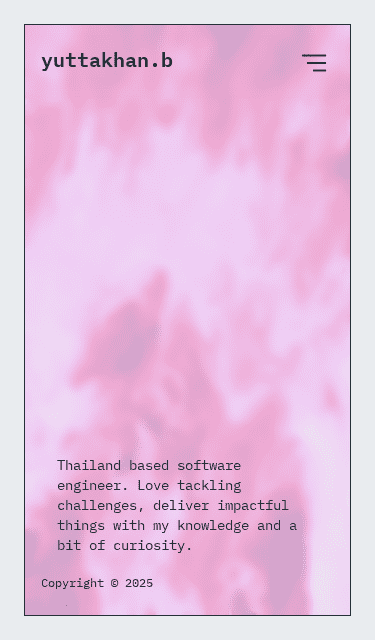 yuttakhan.b
Thailand based software
engineer. Love tackling
challenges, deliver impactful
things with my knowledge and a
bit of curiosity.
Copyright © 2025